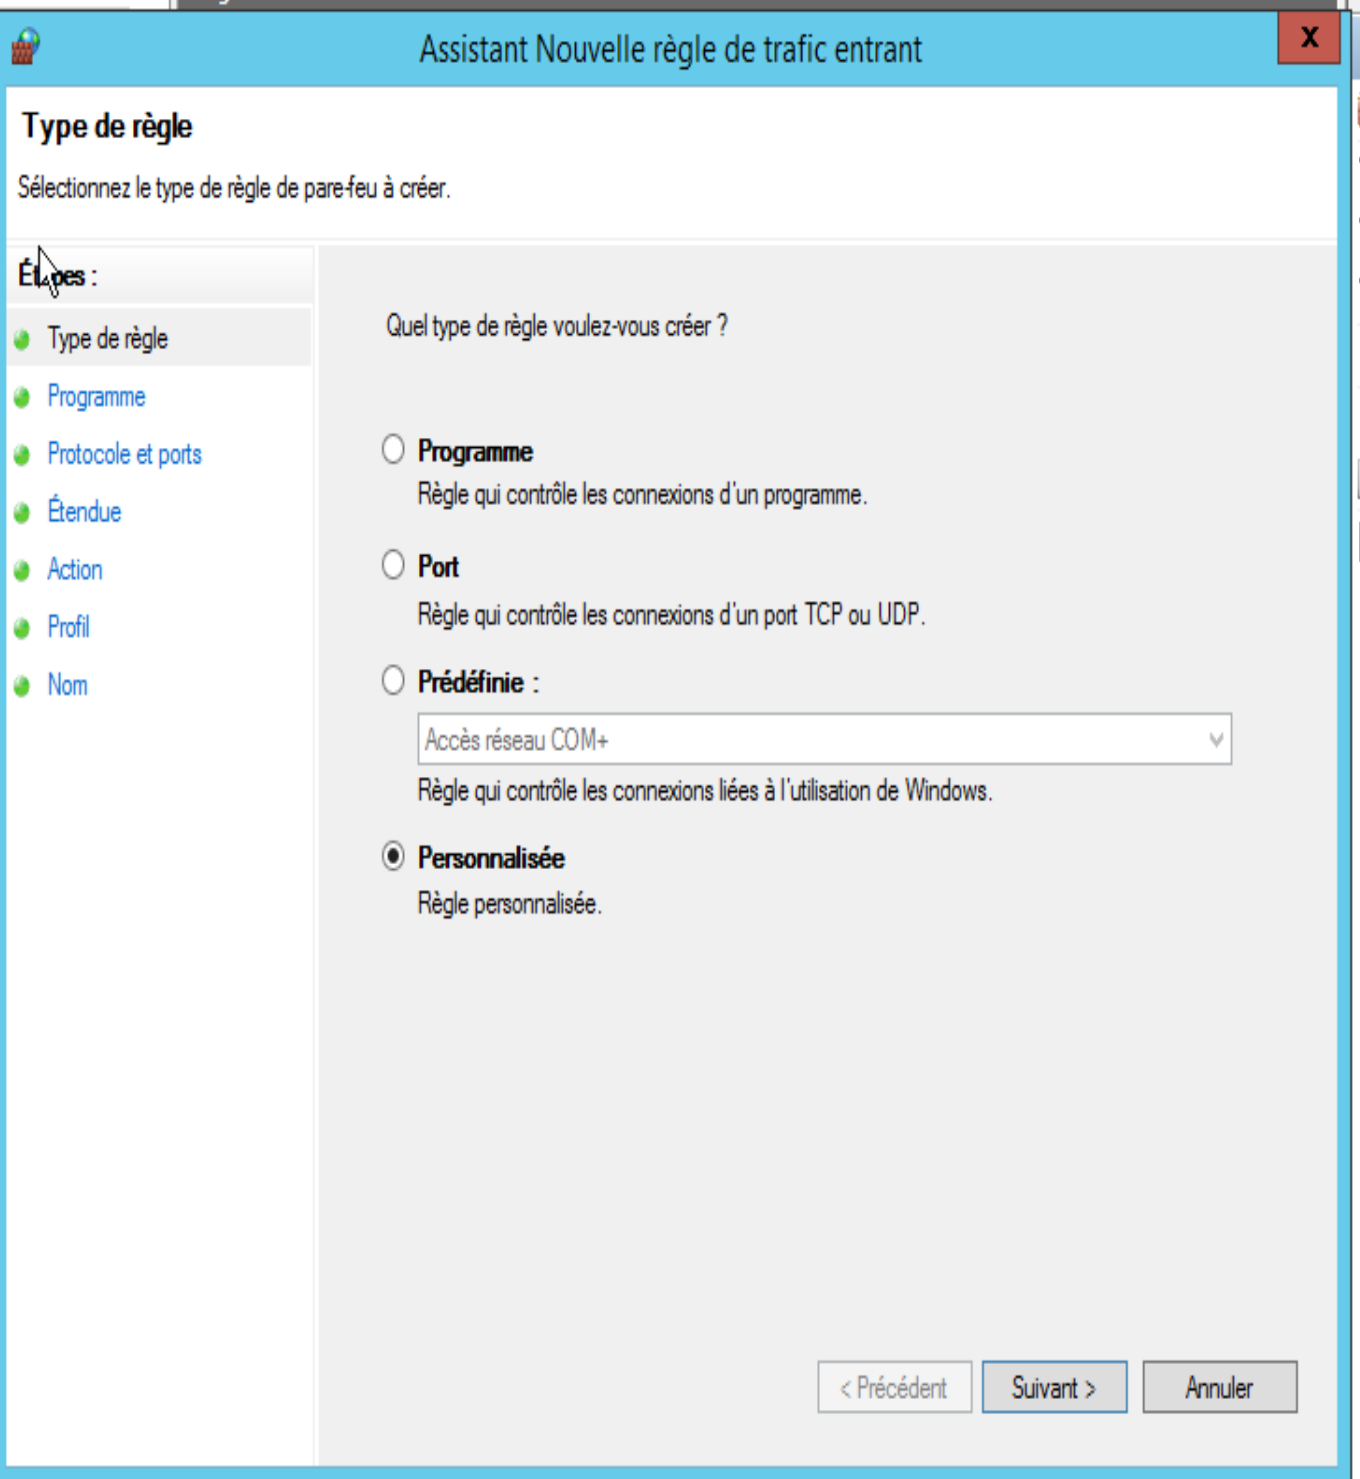 Assistant Nouvelle règle de trafic entrant
X
Type de règle
Sélectionnez le type de règle de pare-feu à créer.
Étapes :
Type de règle
Programme
Protocole et ports
Étendue
Action
Profil
Nom
Quel type de règle voulez-vous créer ?
Programme
Règle qui contrôle les connexions d'un programme.
Port
Règle qui contrôle les connexions d'un port TCP ou UDP.
Prédéfinie :
Accès réseau COM+
Règle qui contrôle les connexions liées à l'utilisation de Windows.
Personnalisée
Règle personnalisée.
< Précédent
Suivant >
Annuler